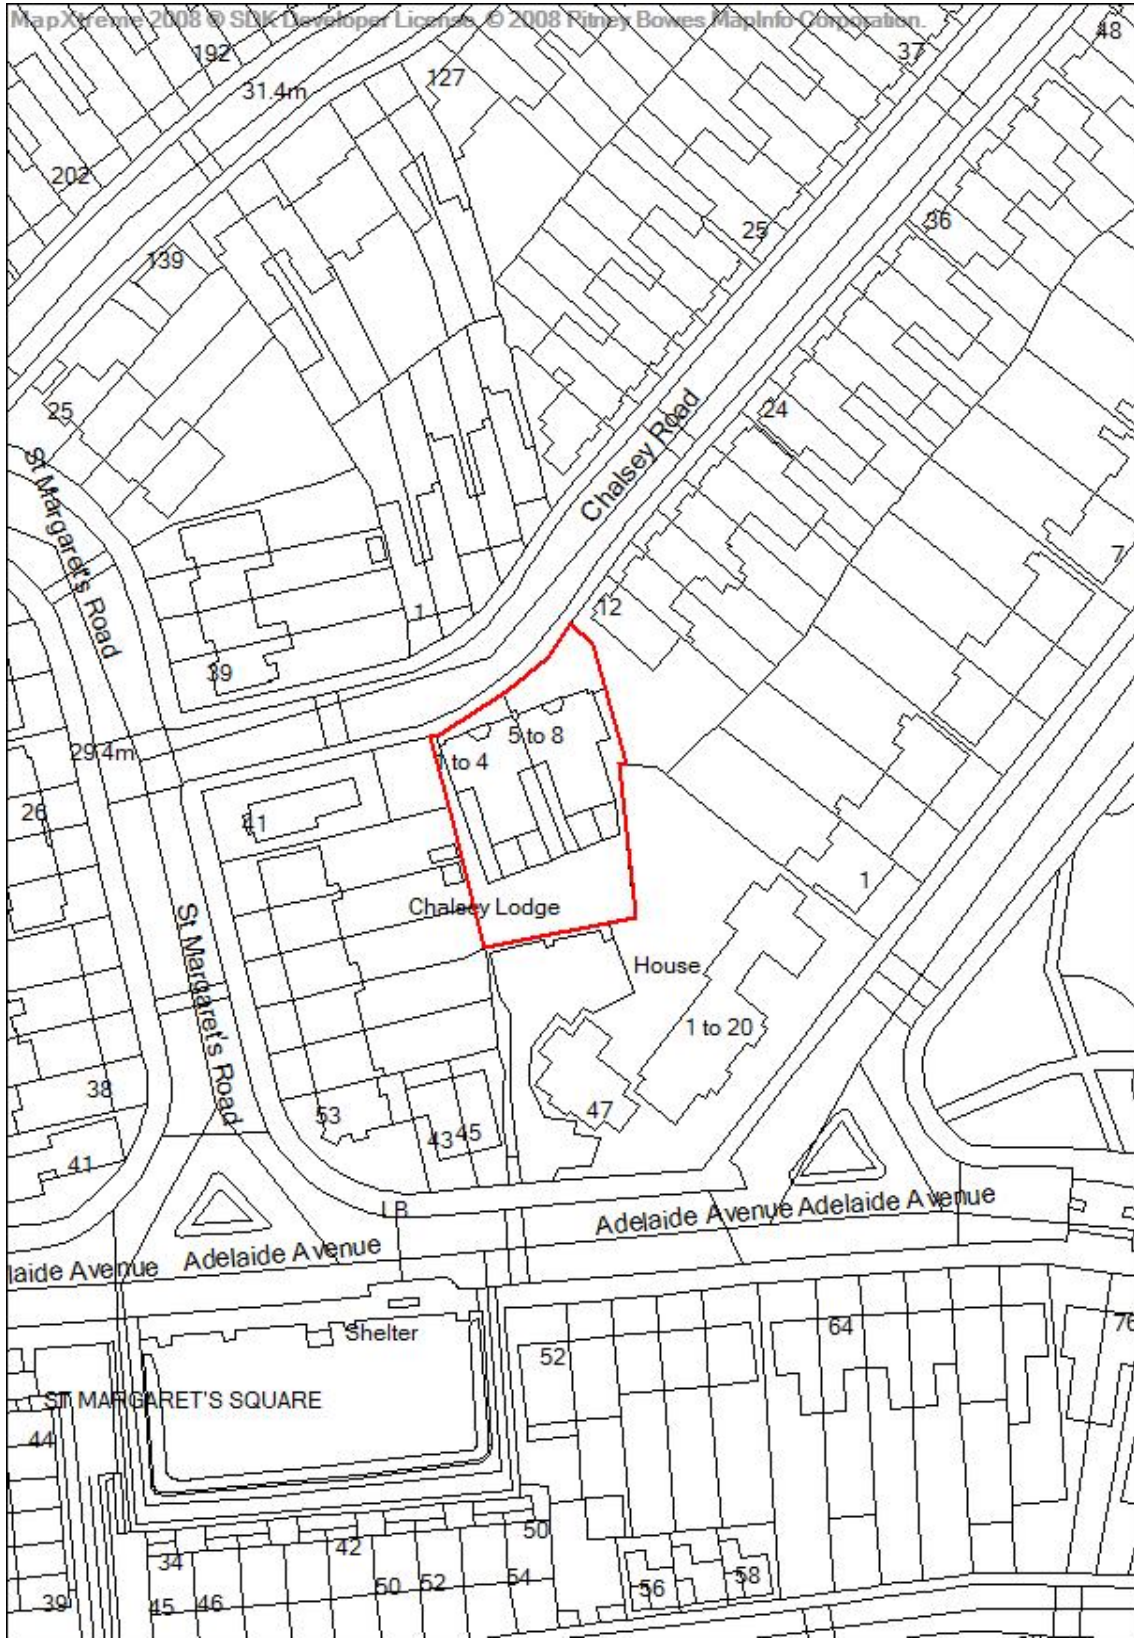 MapXtreme 2008 ® SDK Developer License. © 2008 Pitney Bowes MapInfo Corporation.
48
37
192
127
31.4m
202
36
25
139
24
25
Chalsey Road
St Margaret's Road
7
12
1
39
5 to 8
29.4m
1 to 4
26
41
1
Chalsey Lodge
St Margaret's Road
House
1 to 20
38
47
53
43
45
41
LB
Adelaide Avenue
Adelaide Avenue
Adelaide Avenue
laide Avenue
Shelter
64
76
52
ST MARGARET'S SQUARE
44
50
42
34
58
54
52
50
56
39
45
46